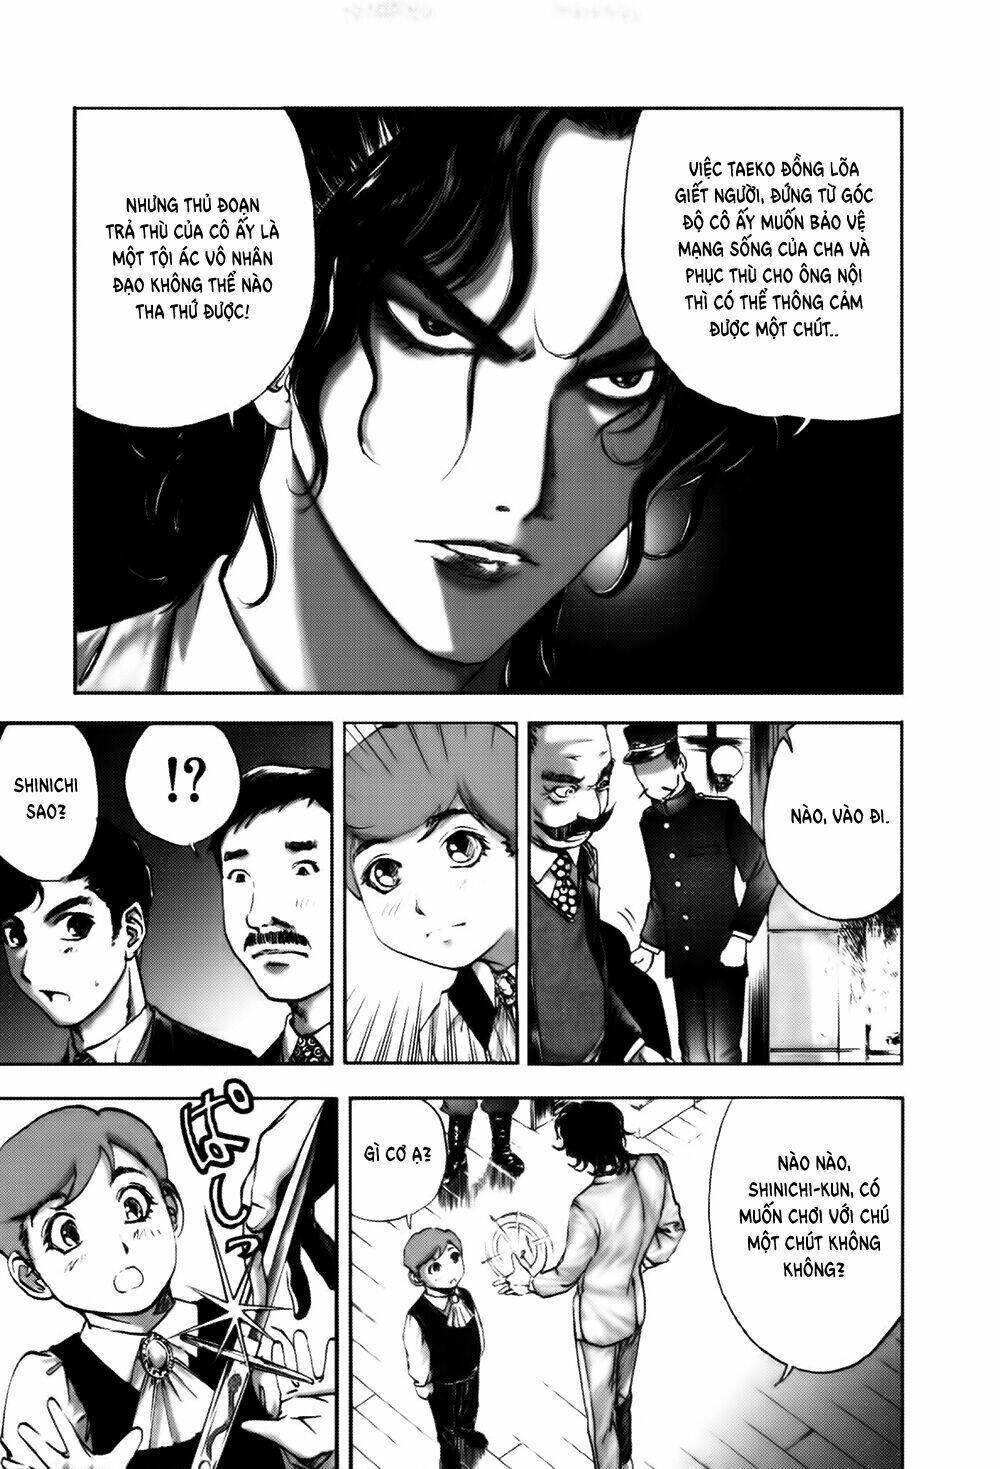 VIỆC TAEKO ĐỒNG LÕA
GIẾT NGƯỜI, ĐỨNG TỪ GÓC
ĐỘ CÔ ẤY MUỐN BẢO VỆ
MẠNG SỐNG CỦA CHA VÀ
PHỤC THÙ CHO ÔNG NỘI
THÌ CÓ THỂ THÔNG CẢM
ĐƯỢC MỘT CHÚT..
NHƯNG THỦ ĐOẠN
TRẢ THÙ CỦA CÔ ẤY LÀ
MỘT TỘI ÁC VÔ NHÂN
ĐẠO KHÔNG THỂ NÀO
THA THỨ ĐƯỢC!
NÀO, VÀO ĐI.
!?
SHINICHI
SAO?
NÀO NÀO,
SHINICHI-KUN, CÓ
MUỐN CHƠI VỚI CHÚ
MỘT CHÚT KHÔNG
KHÔNG?
GÌ CƠ Ạ?
ぱしっ